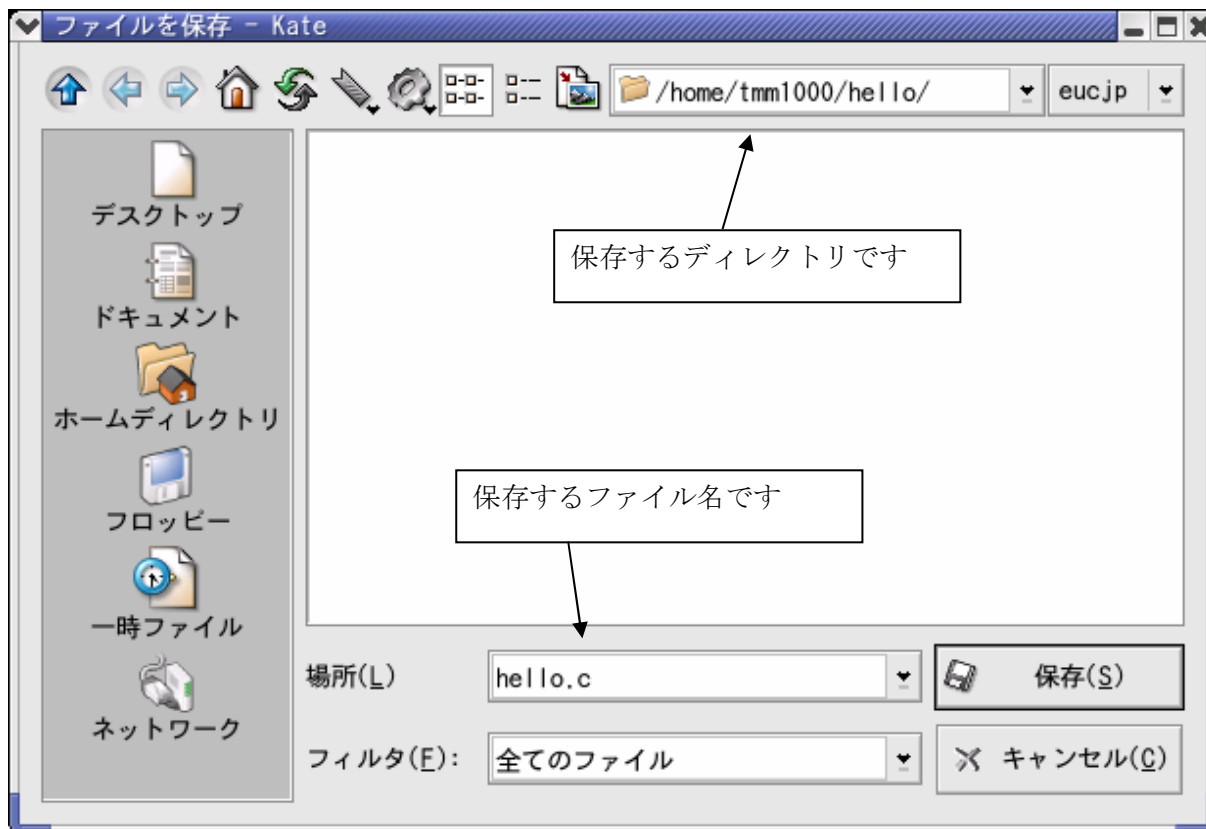 ファイルを保存 - Kate
/home/tmm1000/hello/
eucjp
デスクトップ
ドキュメント
ホームディレクトリ
フロッピー
一時ファイル
ネットワーク
保存するディレクトリです
保存するファイル名です
場所(L)
hello.c
保存(S)
フィルタ(F):
全てのファイル
キャンセル(C)